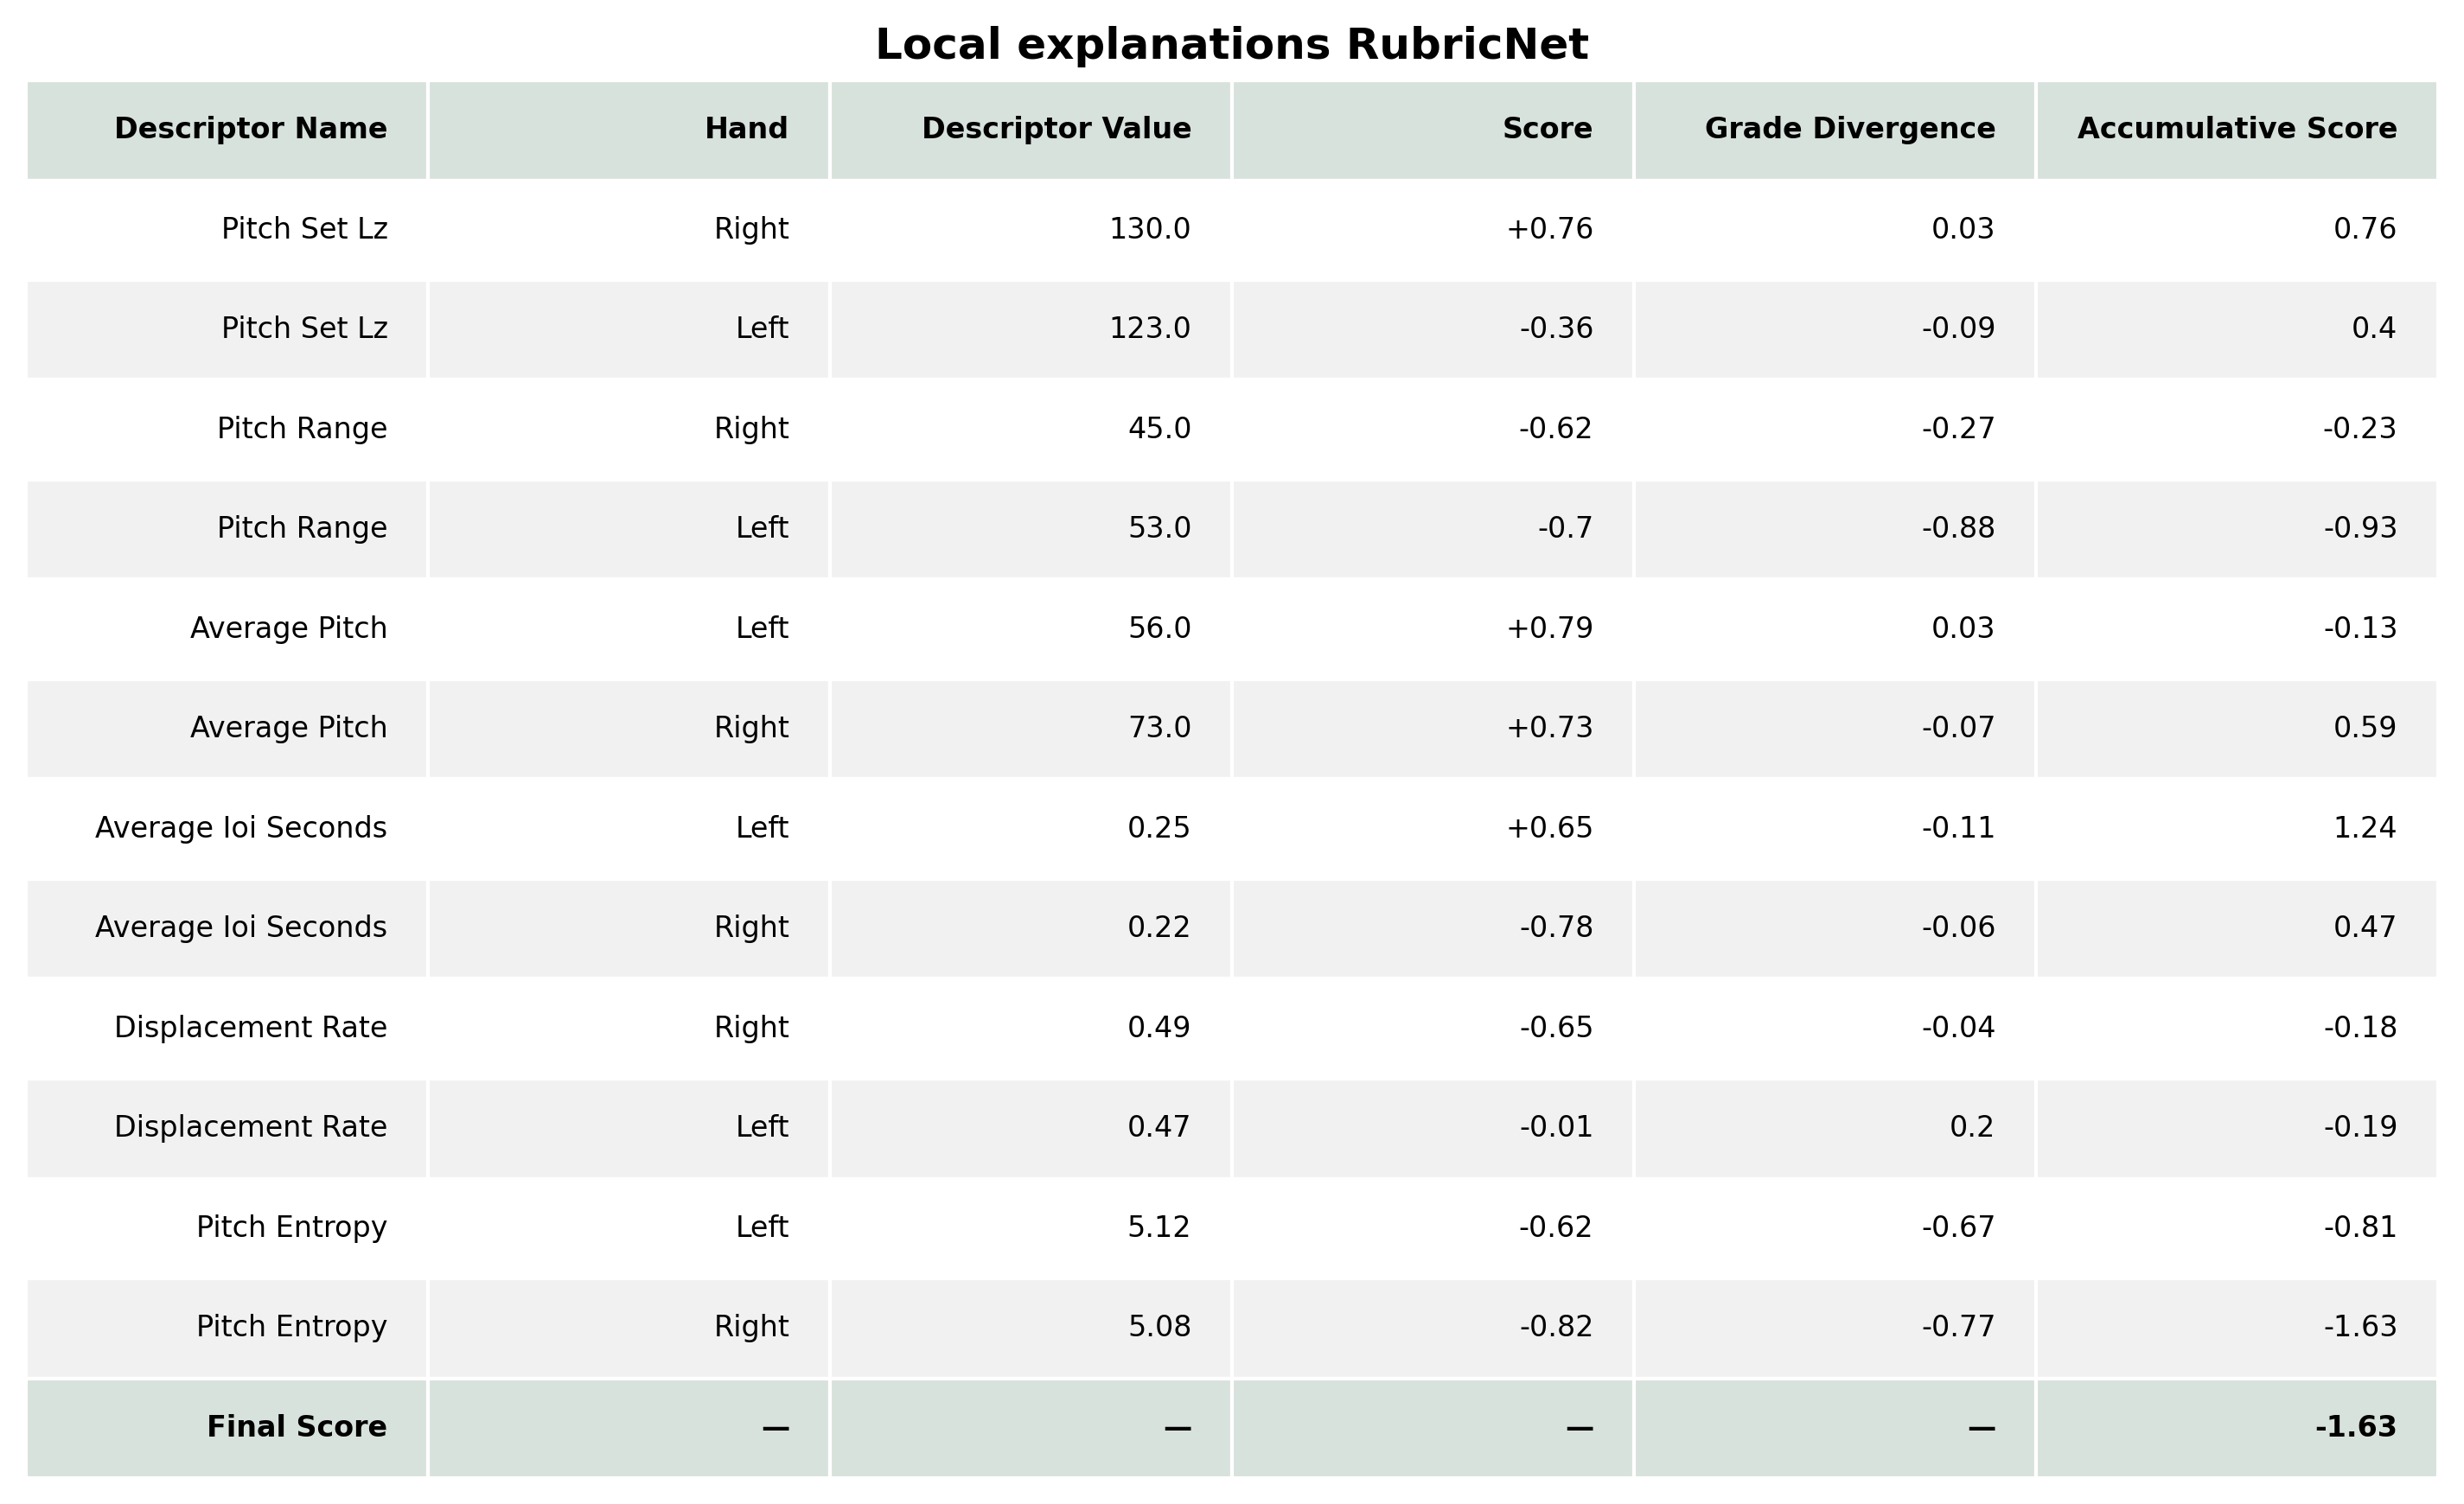 Local explanations RubricNet
Descriptor Name Hand Descriptor Value Score Grade Divergence Accumulative Score
Pitch Set Lz Right 130.0 +0.76 0.03 0.76
Pitch Set Lz Left 123.0 -0.36 -0.09 0.4
Pitch Range Right 45.0 -0.62 -0.27 -0.23
Pitch Range Left 53.0 -0.7 -0.88 -0.93
Average Pitch Left 56.0 +0.79 0.03 -0.13
Average Pitch Right 73.0 +0.73 -0.07 0.59
Average Ioi Seconds Left 0.25 +0.65 -0.11 1.24
Average Ioi Seconds Right 0.22 -0.78 -0.06 0.47
Displacement Rate Right 0.49 -0.65 -0.04 -0.18
Displacement Rate Left 0.47 -0.01 0.2 -0.19
Pitch Entropy Left 5.12 -0.62 -0.67 -0.81
Pitch Entropy Right 5.08 -0.82 -0.77 -1.63
Final Score — — — — -1.63